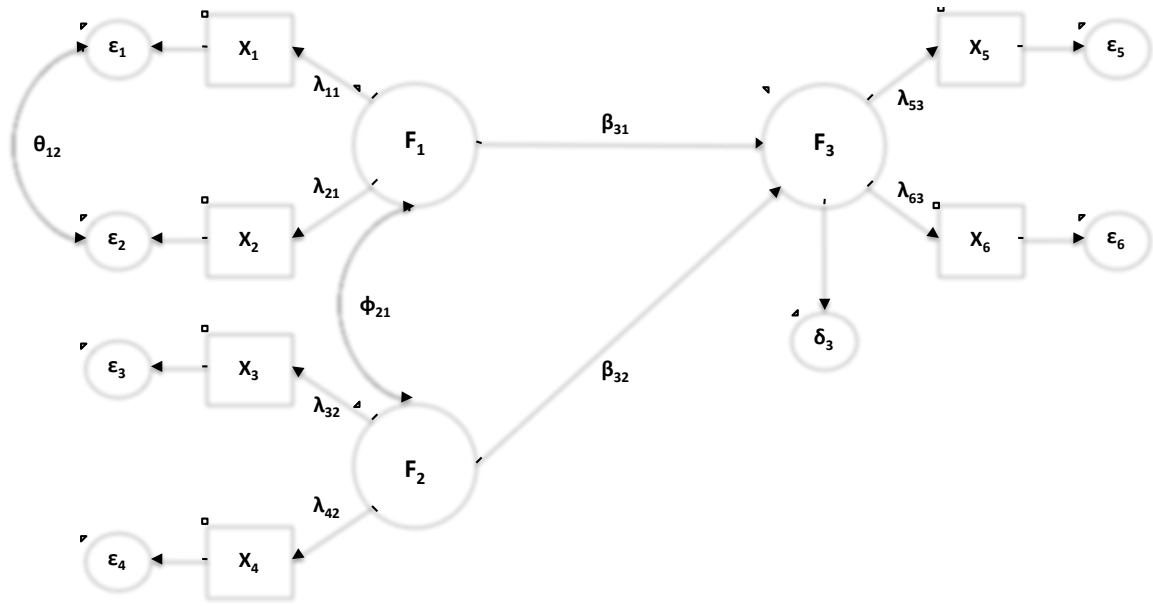 ε₁
X₁
X₅
ε₅
λ₁₁
λ₅₃
θ₁₂
F₁
β₃₁
F₃
λ₂₁
λ₆₃
ε₂
X₂
X₆
ε₆
ϕ₂₁
δ₃
ε₃
X₃
β₃₂
λ₃₂
F₂
λ₄₂
ε₄
X₄